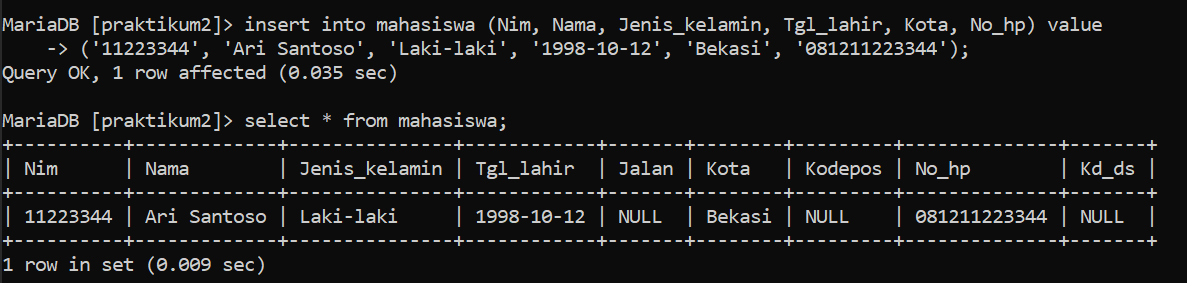 MariaDB [praktikum2]> insert into mahasiswa (Nim, Nama, Jenis_kelamin, Tgl_lahir, Kota, No_hp) value
    -> ('11223344', 'Ari Santoso', 'Laki-laki', '1998-10-12', 'Bekasi', '081211223344');
Query OK, 1 row affected (0.035 sec)

MariaDB [praktikum2]> select * from mahasiswa;
+----------+-------------+---------------+------------+-------+--------+---------+--------------+-------+
| Nim      | Nama        | Jenis_kelamin | Tgl_lahir  | Jalan | Kota   | Kodepos | No_hp        | Kd_ds |
+----------+-------------+---------------+------------+-------+--------+---------+--------------+-------+
| 11223344 | Ari Santoso | Laki-laki     | 1998-10-12 | NULL  | Bekasi | NULL    | 081211223344 | NULL  |
+----------+-------------+---------------+------------+-------+--------+---------+--------------+-------+
1 row in set (0.009 sec)